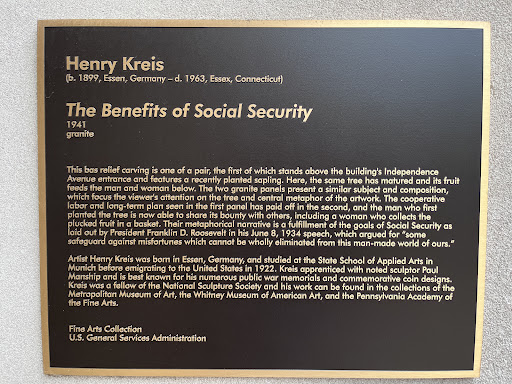 Henry Kreis
(b. 1899, Essen, Germany – d. 1963, Essex, Connecticut)
The Benefits of Social Security
1941
granite
This bas relief carving is one of a pair, the first of which stands above the building's Independence
Avenue entrance and features a recently planted sapling. Here, the same tree has matured and its fruit
feeds the man and woman below. The two granite panels present a similar subject and composition,
which focus the viewer's attention on the tree and central metaphor of the artwork. The cooperative
labor and long-term plan seen in the first panel has paid off in the second, and the man who first
planted the tree is now able to share its bounty with others, including a woman who collects the
plucked fruit in a basket. Their metaphorical narrative is a fulfillment of the goals of Social Security as
laid out by President Franklin D. Roosevelt in his June 8, 1934 speech, which argued for "some
safeguard against misfortunes which cannot be wholly eliminated from this man-made world of ours."
Artist Henry Kreis was born in Essen, Germany, and studied at the State School of Applied Arts in
Munich before emigrating to the United States in 1922. Kreis apprenticed with noted sculptor Paul
Manship and is best known for his numerous public war memorials and commemorative coin designs.
Kreis was a fellow of the National Sculpture Society and his work can be found in the collections of the
Metropolitan Museum of Art, the Whitney Museum of American Art, and the Pennsylvania Academy of
the Fine Arts.
Fine Arts Collection
U.S. General Services Administration